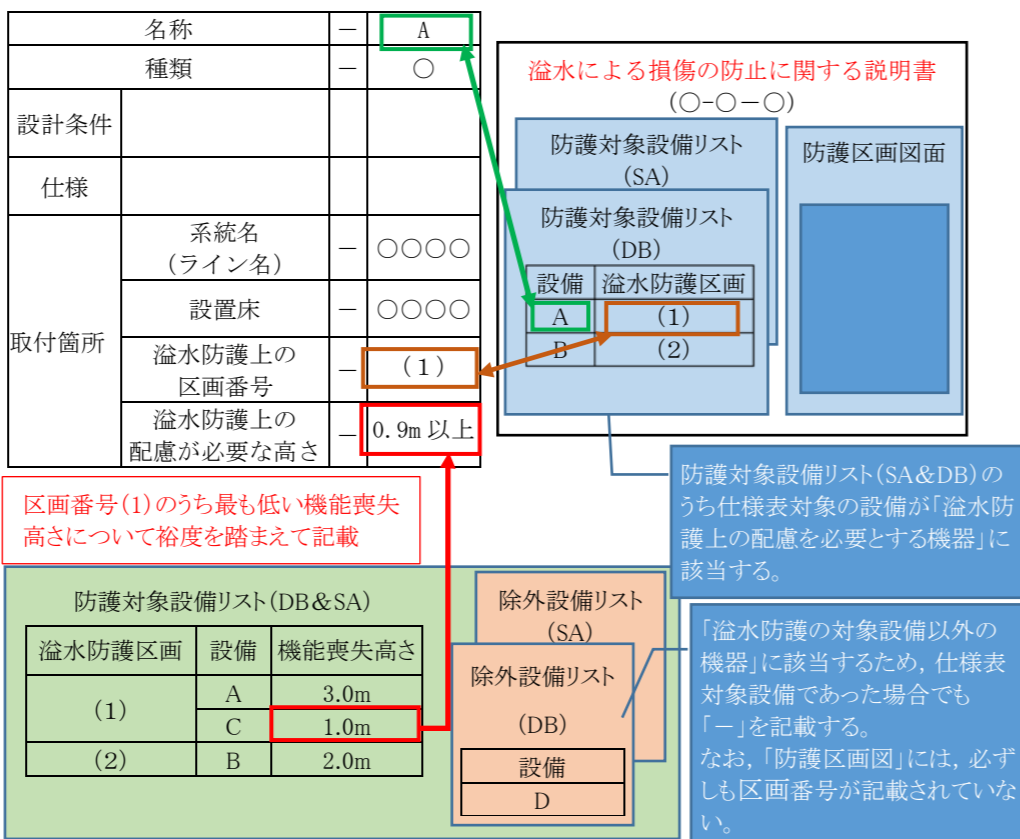 名称 － A
種類 － ○
設計条件
仕様
取付箇所
系統名
(ライン名)
－ ○○○○
設置床 － ○○○○
溢水防護上の
区画番号
－ (1)
溢水防護上の
配慮が必要な高さ
－ 0.9m 以上
溢水による損傷の防止に関する説明書
(○-○－○)
防護対象設備リスト
(SA)
防護対象設備リスト
(DB)
設備 溢水防護区画
A (1)
B (2)
防護区画図面
防護対象設備リスト(SA＆DB)の
うち仕様表対象の設備が「溢水防
護上の配慮を必要とする機器」に
該当する。
区画番号(1)のうち最も低い機能喪失
高さについて裕度を踏まえて記載
防護対象設備リスト(DB＆SA)
溢水防護区画 設備 機能喪失高さ
(1) A 3.0m
C 1.0m
(2) B 2.0m
除外設備リスト
(SA)
除外設備リスト
(DB)
設備
D
「溢水防護の対象設備以外の
機器」に該当するため, 仕様表
対象設備であった場合でも
「－」を記載する。
なお, 「防護区画図」には, 必ず
しも区画番号が記載されていな
い。